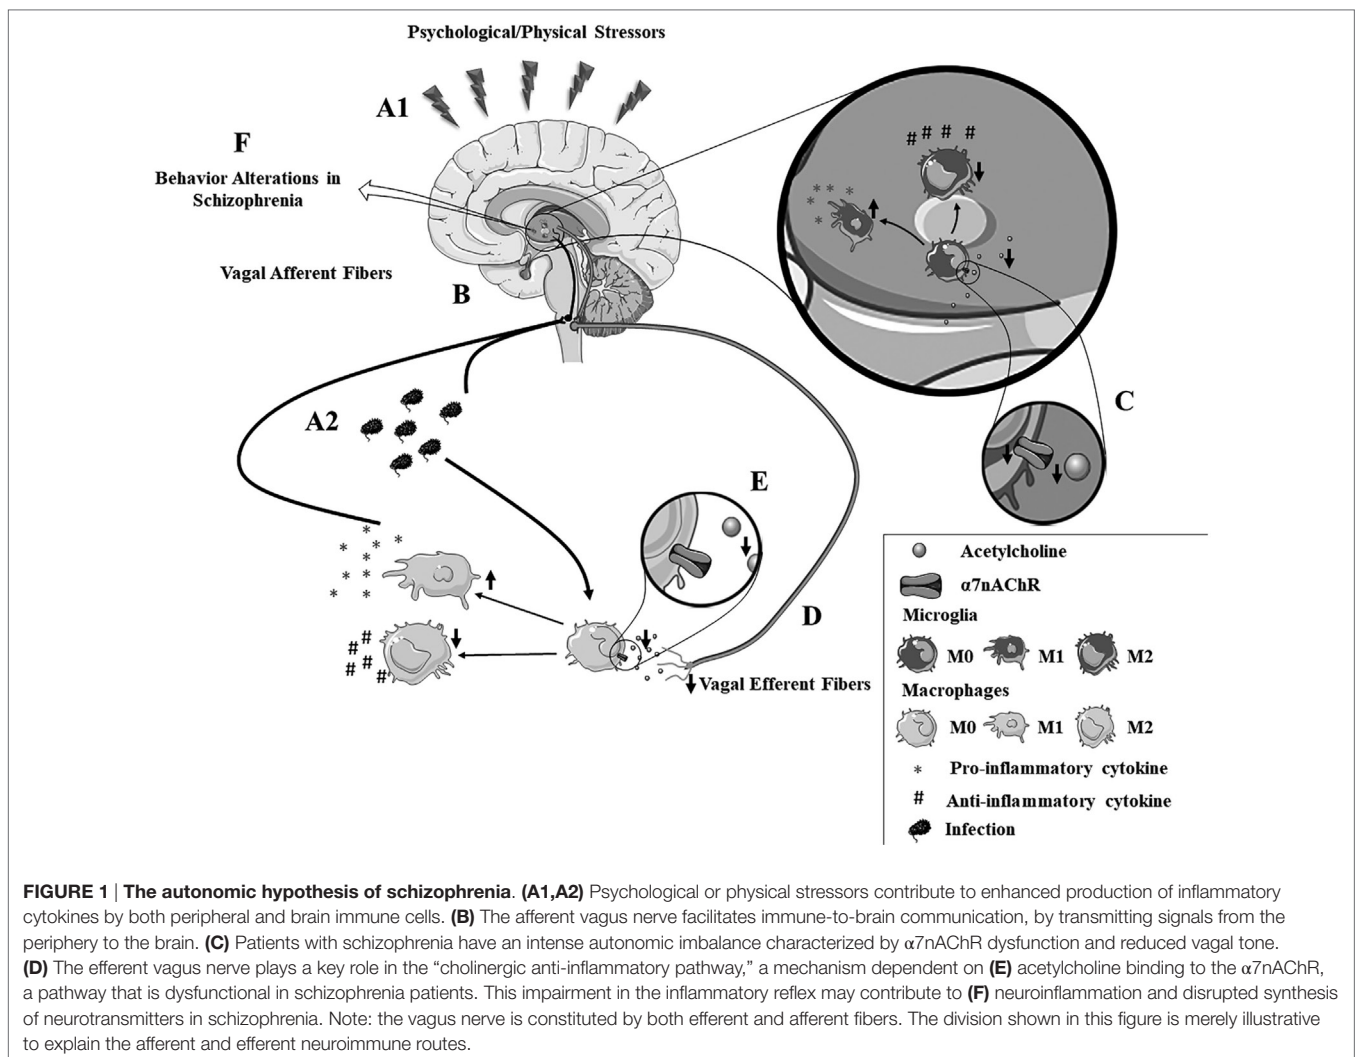 Psychological/Physical Stressors
A1
F
Behavior Alterations in
Schizophrenia
Vagal Afferent Fibers
B
A2
C
E
D
Vagal Efferent Fibers
Acetylcholine
α7nAChR
Microglia
M0 M1 M2
Macrophages
M0 M1 M2
* Pro-inflammatory cytokine
# Anti-inflammatory cytokine
Infection
FIGURE 1 | The autonomic hypothesis of schizophrenia. (A1,A2) Psychological or physical stressors contribute to enhanced production of inflammatory
cytokines by both peripheral and brain immune cells. (B) The afferent vagus nerve facilitates immune-to-brain communication, by transmitting signals from the
periphery to the brain. (C) Patients with schizophrenia have an intense autonomic imbalance characterized by α7nAChR dysfunction and reduced vagal tone.
(D) The efferent vagus nerve plays a key role in the “cholinergic anti-inflammatory pathway,” a mechanism dependent on (E) acetylcholine binding to the α7nAChR,
a pathway that is dysfunctional in schizophrenia patients. This impairment in the inflammatory reflex may contribute to (F) neuroinflammation and disrupted synthesis
of neurotransmitters in schizophrenia. Note: the vagus nerve is constituted by both efferent and afferent fibers. The division shown in this figure is merely illustrative
to explain the afferent and efferent neuroimmune routes.